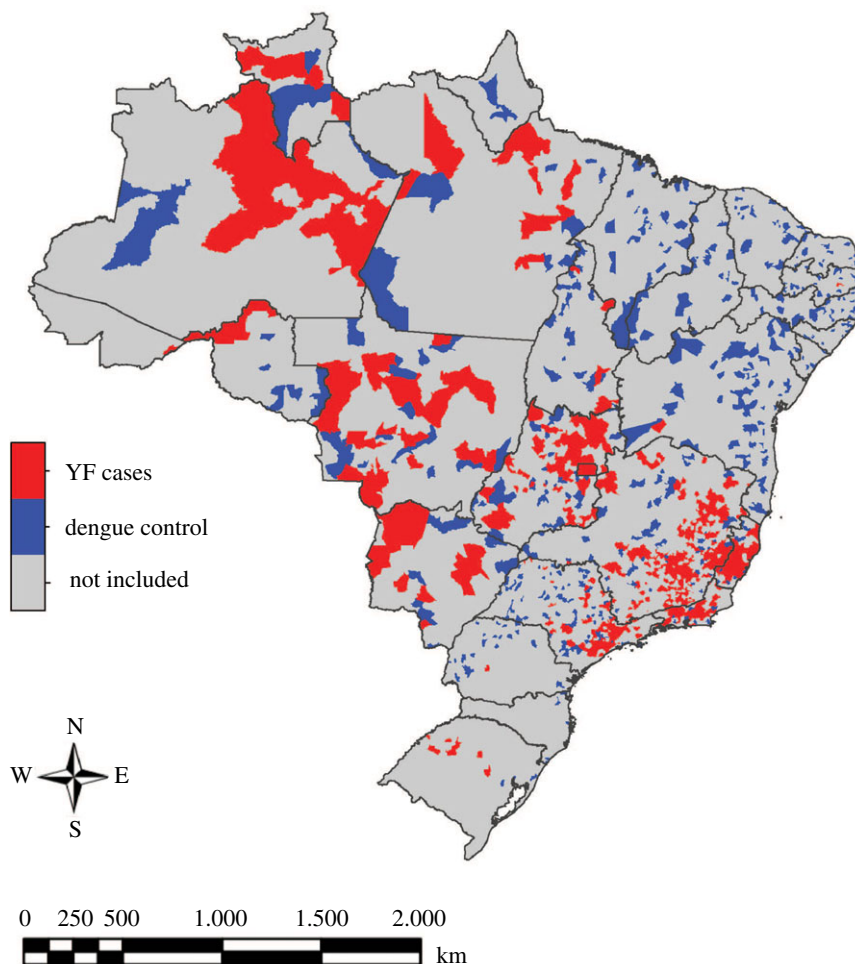 YF cases
dengue control
not included
N
W E
S
0 250 500 1.000 1.500 2.000
km